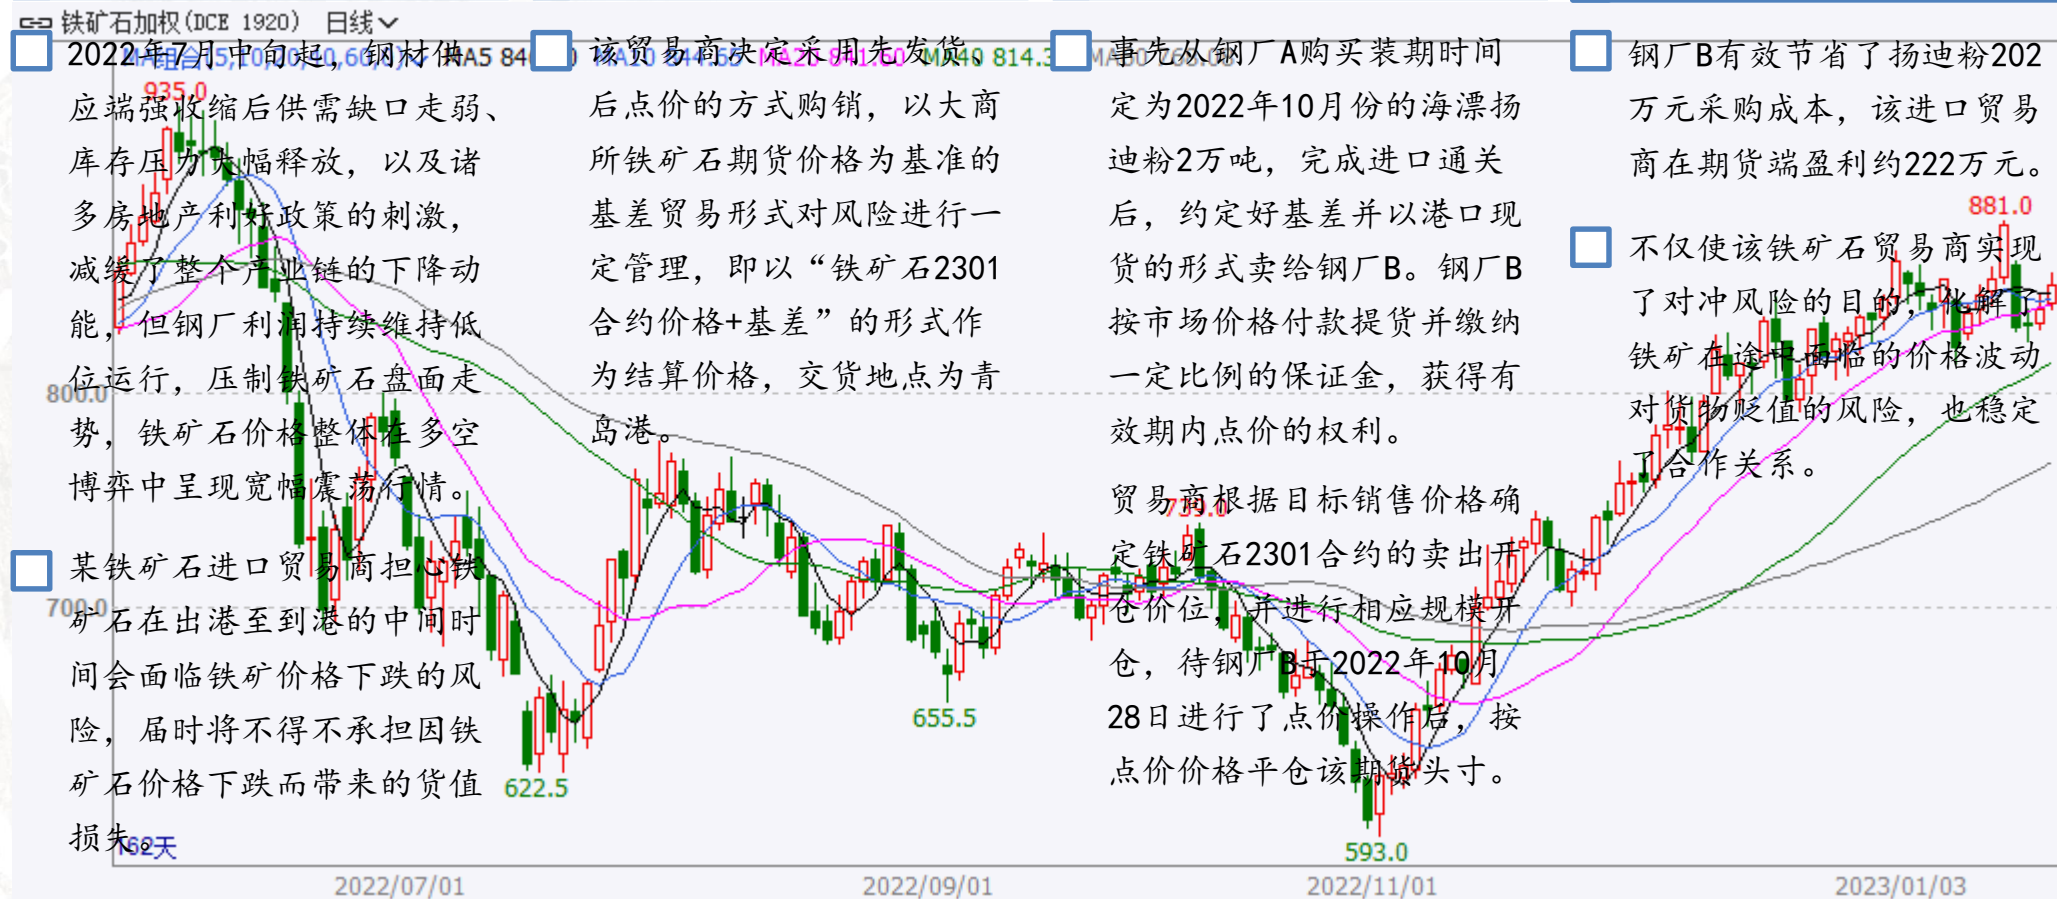 铁矿石加权(DCE 1920) 日线
2022年7月中旬起，钢材供
应端强收缩后供需缺口走弱、
库存压力大幅释放，以及诸
多房地产利好政策的刺激，
减缓了整个产业链的下降动
能，但钢厂利润持续维持低
位运行，压制铁矿石盘面走
势，铁矿石价格整体在多空
博弈中呈现宽幅震荡行情。
某铁矿石进口贸易商担心铁
矿石在出港至到港的中间时
间会面临铁矿价格下跌的风
险，届时将不得不承担因铁
矿石价格下跌而带来的货值
损失。
该贸易商决定采用先发货、
后点价的方式购销，以大商
所铁矿石期货价格为基准的
基差贸易形式对风险进行一
定管理，即以“铁矿石2301
合约价格+基差”的形式作
为结算价格，交货地点为青
岛港。
事先从钢厂A购买装期时间
定为2022年10月份的海漂扬
迪粉2万吨，完成进口通关
后，约定好基差并以港口现
货的形式卖给钢厂B。钢厂B
按市场价格付款提货并缴纳
一定比例的保证金，获得有
效期内点价的权利。
贸易商根据目标销售价格确
定铁矿石2301合约的卖出开
仓价位，并进行相应规模开
仓，待钢厂B于2022年10月
28日进行了点价操作后，按
点价价格平仓该期货头寸。
钢厂B有效节省了扬迪粉202
万元采购成本，该进口贸易
商在期货端盈利约222万元。
不仅使该铁矿石贸易商实现
了对冲风险的目的，化解了
铁矿在途中面临的价格波动
对货物贬值的风险，也稳定
了合作关系。
MA组合(5,10,20,40,60,0) MA5 84 MA10 844.65 MA20 841.60 MA40 814.3
935.0
881.0
800.0
739.0
700.0
655.5
622.5
593.0
162天
2022/07/01
2022/09/01
2022/11/01
2023/01/03